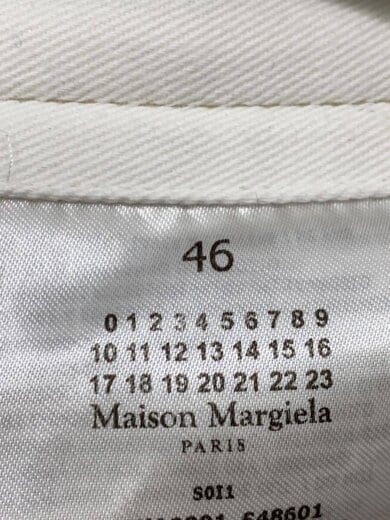 46
0 1 2 3 4 5 6 7 8 9
10 11 12 13 14 15 16
17 18 19 20 21 22 23
Maison Margiela
PARIS
S0I1
S48601